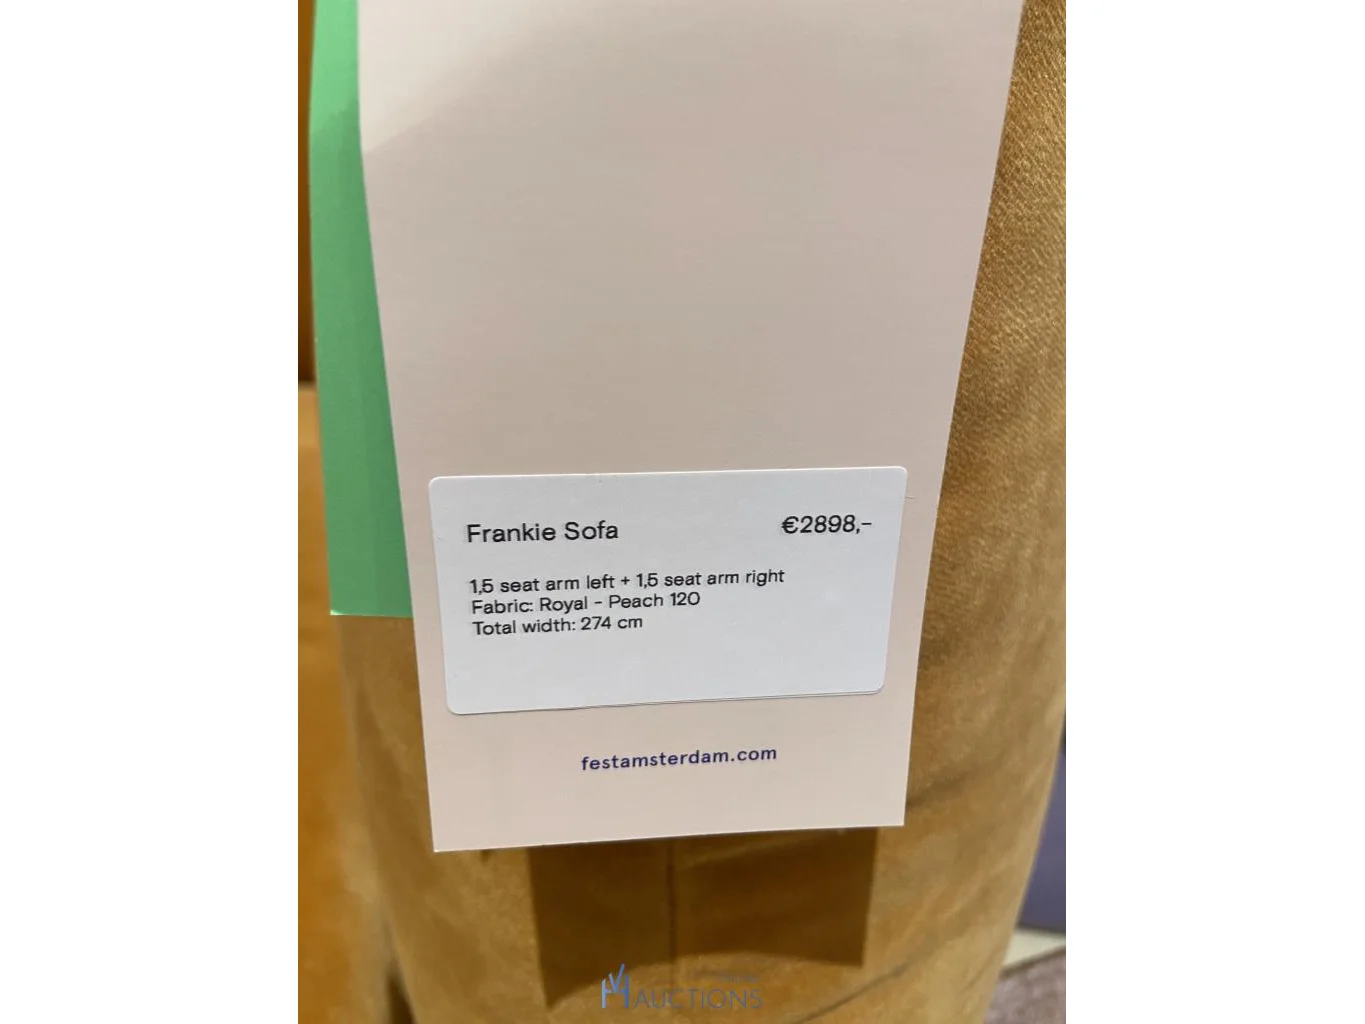 Frankie Sofa €2898,-
1,5 seat arm left + 1,5 seat arm right
Fabric: Royal - Peach 120
Total width: 274 cm
festamsterdam.com
AUCTIONS